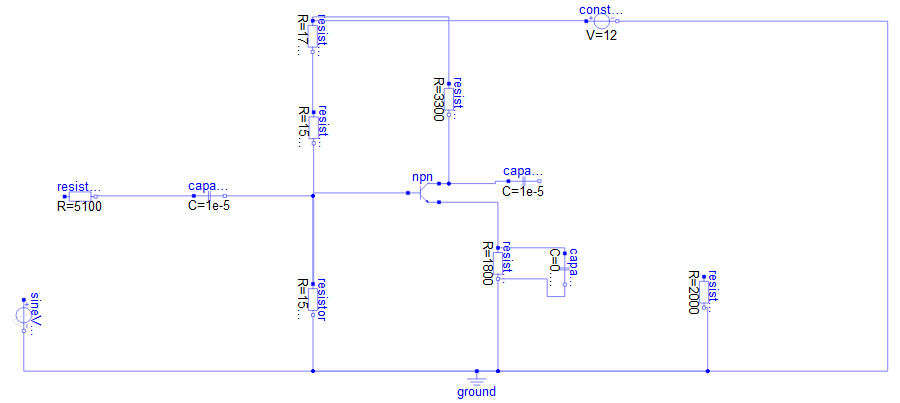 const...
V=12
resist...
R=17...
resist...
R=3300
resist...
R=15...
npn
capa...
C=1e-5
resist...
R=5100
capa...
C=1e-5
resist...
R=1800
capa...
C=0...
resist...
R=2000
resistor
R=15...
sineV...
ground